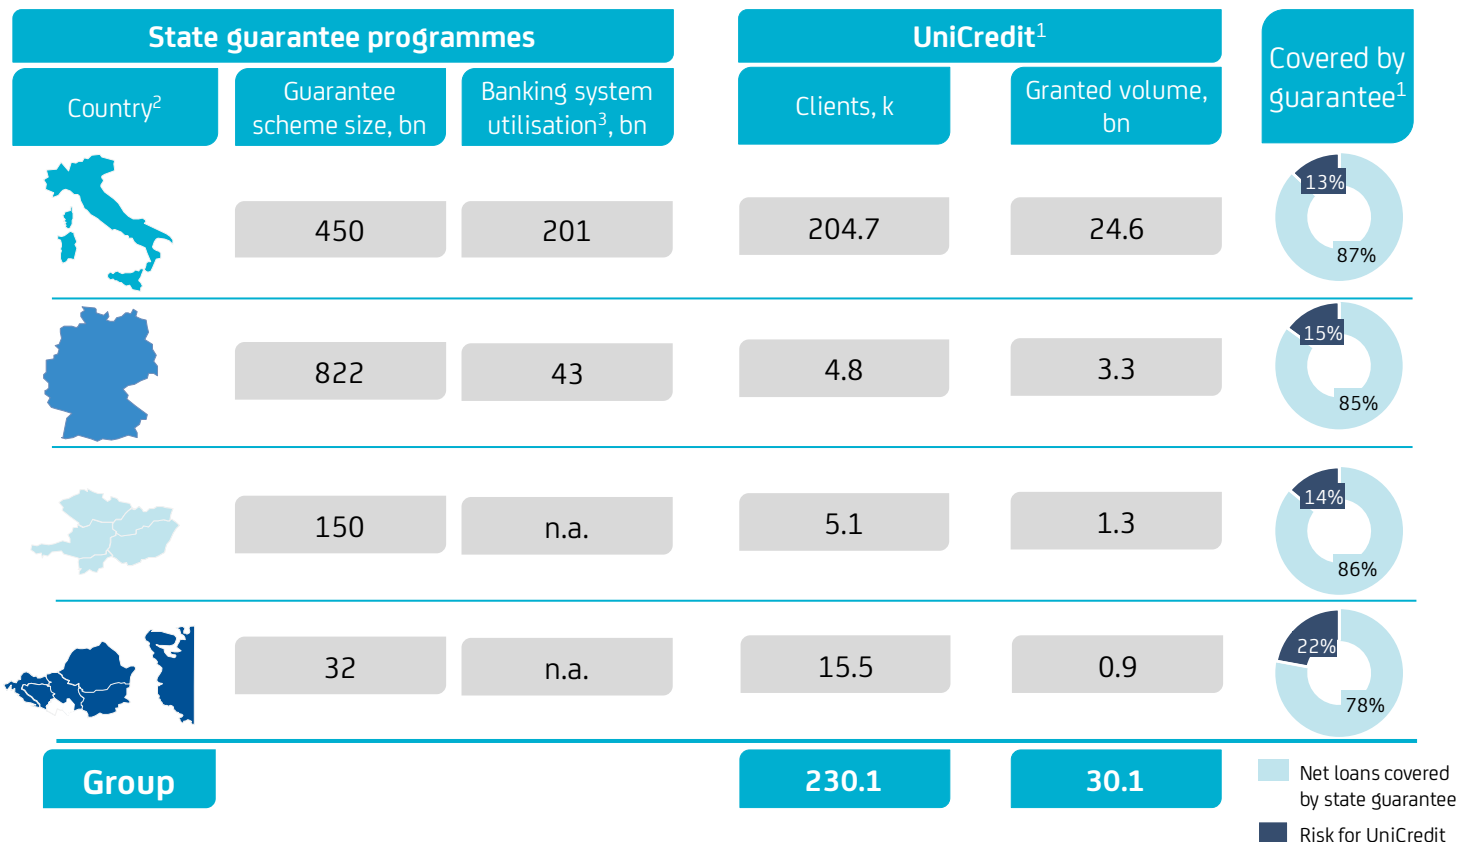 State guarantee programmes
UniCredit¹
Covered by
guarantee¹
Country²
Guarantee
scheme size, bn
Banking system
utilisation³, bn
Clients, k
Granted volume,
bn
450
201
204.7
24.6
13%
87%
822
43
4.8
3.3
15%
85%
150
n.a.
5.1
1.3
14%
86%
32
n.a.
15.5
0.9
22%
78%
Group
230.1
30.1
Net loans covered
by state guarantee
Risk for UniCredit